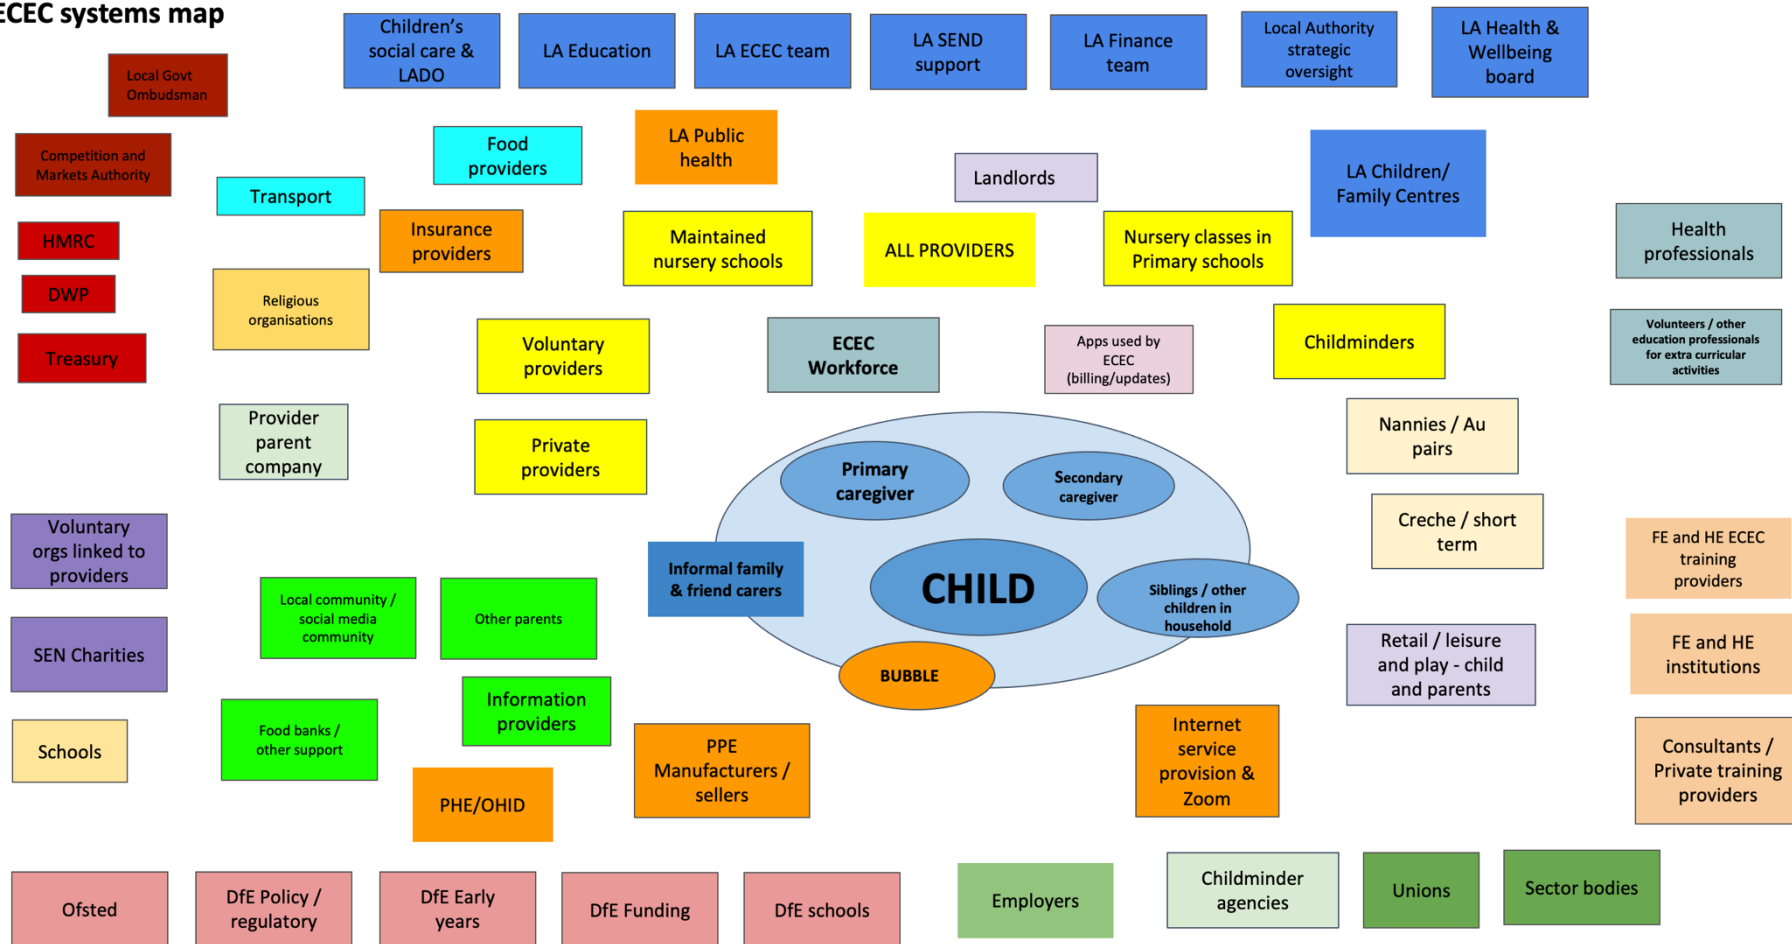 ECEC systems map
Children's
social care &
LADO
LA Education
LA ECEC team
LA SEND
support
LA Finance
team
Local Authority
strategic
oversight
LA Health &
Wellbeing
board
Local Govt
Ombudsman
Competition and
Markets Authority
Food
providers
LA Public
health
Landlords
LA Children/
Family Centres
Transport
HMRC
Insurance
providers
Maintained
nursery schools
ALL PROVIDERS
Nursery classes in
Primary schools
Health
professionals
DWP
Religious
organisations
Treasury
Voluntary
providers
ECEC
Workforce
Apps used by
ECEC
(billing/updates)
Childminders
Volunteers / other
education professionals
for extra curricular
activities
Provider
parent
company
Private
providers
Primary
caregiver
Secondary
caregiver
Nannies / Au
pairs
Voluntary
orgs linked to
providers
Creche / short
term
FE and HE ECEC
training
providers
Informal family
& friend carers
CHILD
Siblings / other
children in
household
Local community /
social media
community
Other parents
SEN Charities
Retail / leisure
and play - child
and parents
FE and HE
institutions
BUBBLE
Information
providers
Schools
Food banks /
other support
PPE
Manufacturers /
sellers
Internet
service
provision &
Zoom
Consultants /
Private training
providers
PHE/OHID
Ofsted
DfE Policy /
regulatory
DfE Early
years
DfE Funding
DfE schools
Employers
Childminder
agencies
Unions
Sector bodies